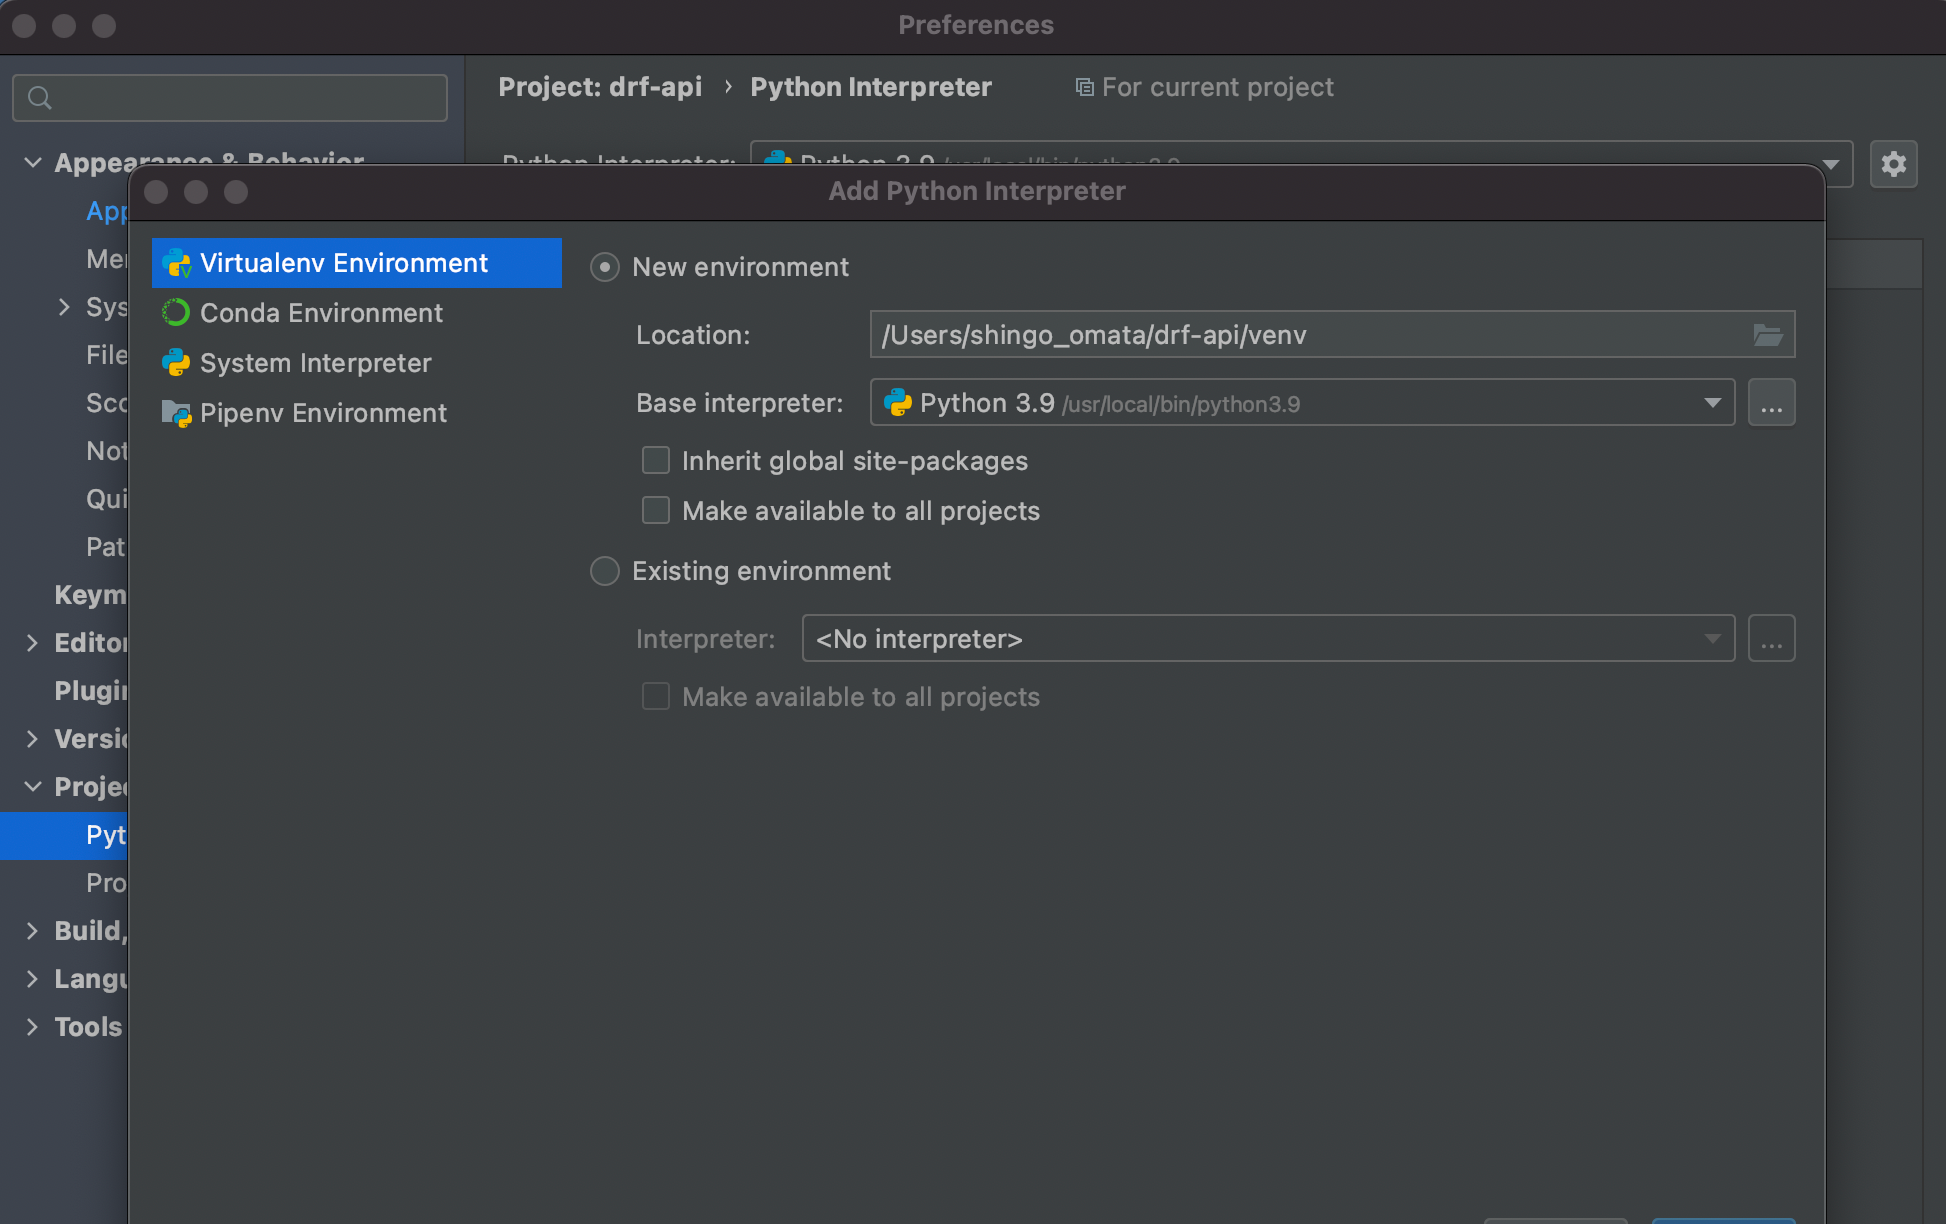 Preferences
Project: drf-api › Python Interpreter For current project
Appearance & Behavior
Python Interpreter: Python 3.9 /usr/local/bin/python3.9
Add Python Interpreter
App
Virtualenv Environment
New environment
Conda Environment
Sys
Location: /Users/shingo_omata/drf-api/venv
File
System Interpreter
Base interpreter: Python 3.9 /usr/local/bin/python3.9 ...
Pipenv Environment
Not
Inherit global site-packages
Qui
Make available to all projects
Pat
Existing environment
Keym
Editor
Interpreter: <No interpreter> ...
Plugin
Make available to all projects
Versio
Projec
Pyt
Pro
Build,
Langu
Tools